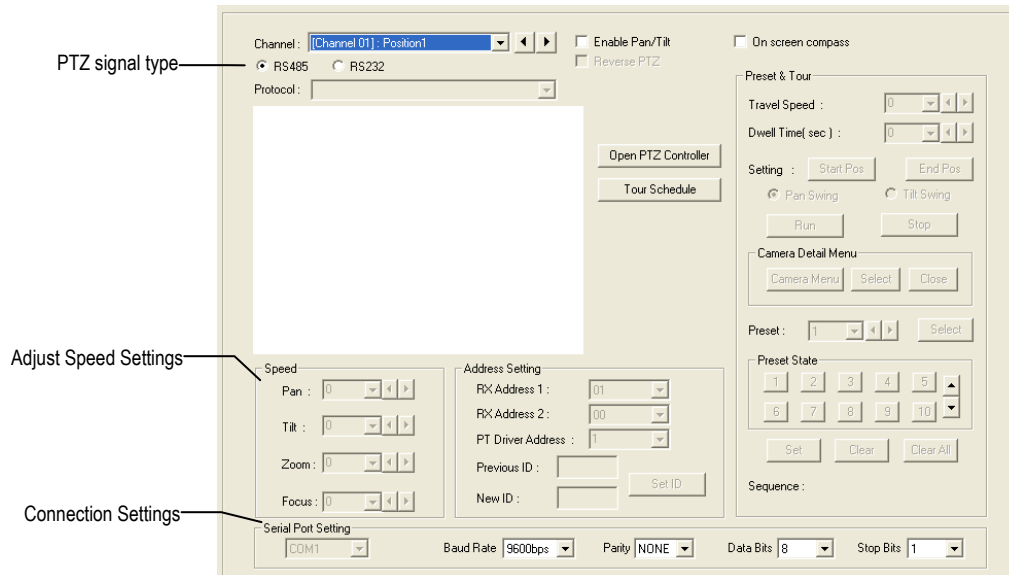 PTZ signal type
Adjust Speed Settings
Connection Settings
Channel : [Channel 01] : Position1
Enable Pan/Tilt
On screen compass
RS485 RS232
Reverse PTZ
Protocol :
Open PTZ Controller
Tour Schedule
Preset & Tour
Travel Speed : 0
Dwell Time( sec ) : 0
Setting : Start Pos End Pos
Pan Swing Tilt Swing
Run Stop
Camera Detail Menu
Camera Menu Select Close
Preset : 1 Select
Preset State
1 2 3 4 5
6 7 8 9 10
Set Clear Clear All
Sequence :
Speed
Pan : 0
Tilt : 0
Zoom : 0
Focus : 0
Address Setting
RX Address 1 : 01
RX Address 2 : 00
PT Driver Address : 1
Previous ID :
New ID :
Set ID
Serial Port Setting
COM1 Baud Rate 9600bps Parity NONE Data Bits 8 Stop Bits 1